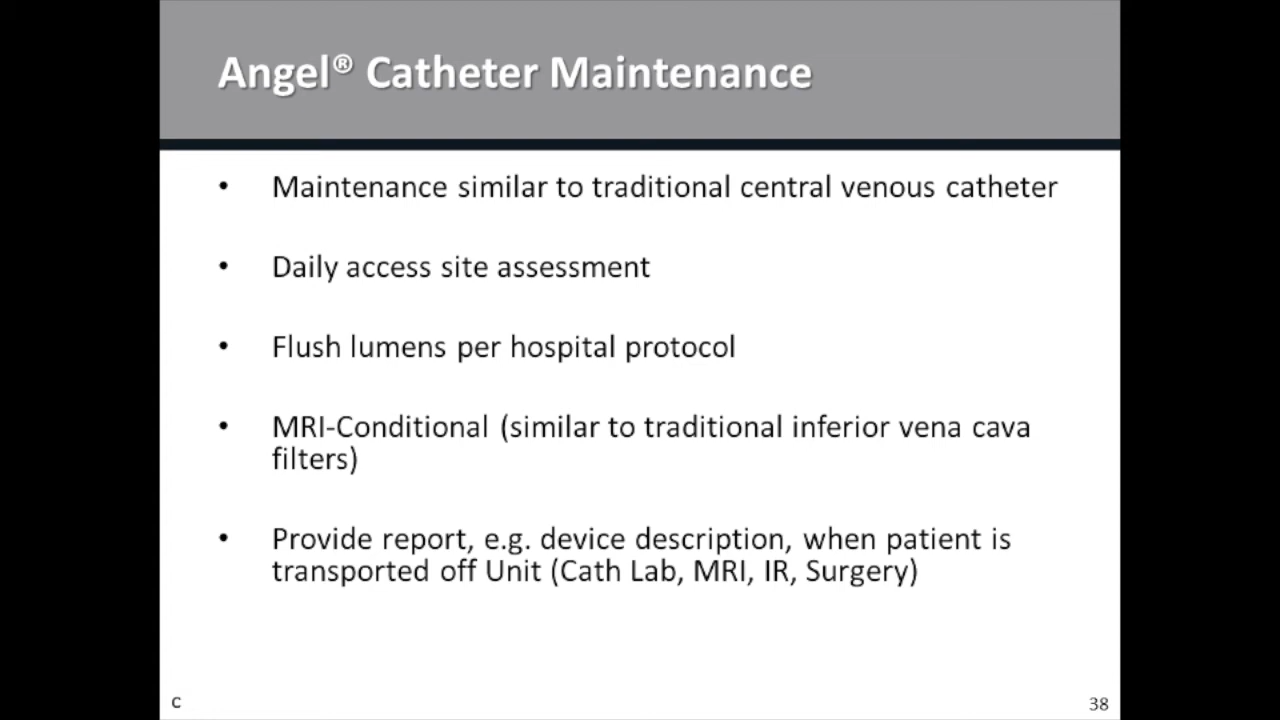 Angel® Catheter Maintenance
• Maintenance similar to traditional central venous catheter
• Daily access site assessment
• Flush lumens per hospital protocol
• MRI-Conditional (similar to traditional inferior vena cava
filters)
• Provide report, e.g. device description, when patient is
transported off Unit (Cath Lab, MRI, IR, Surgery)
c
38